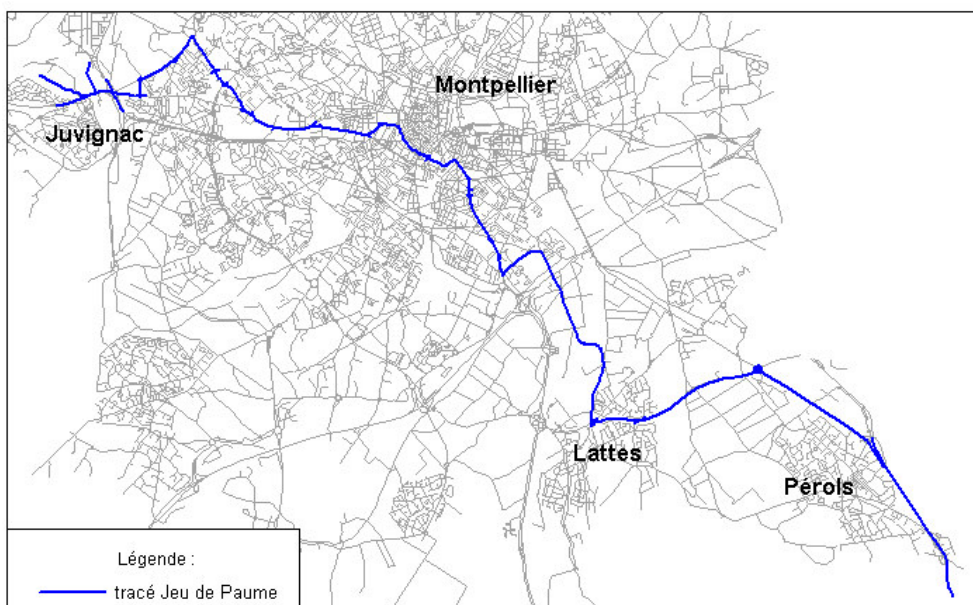 Montpellier
Juvignac
Lattes
Pérols
Légende :
tracé Jeu de Paume